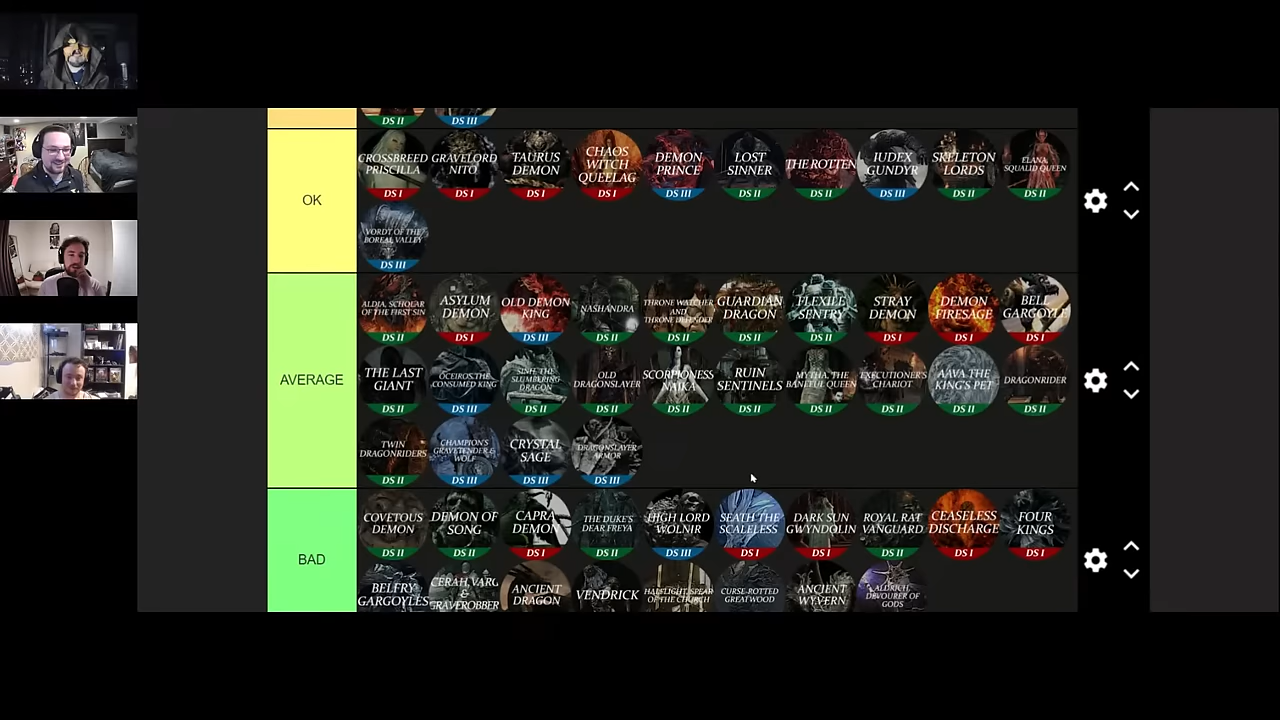 DS II
DS III
OK
CROSSBREED
PRISCILLA
DS I
GRAVELORD
NITO
DS I
TAURUS
DEMON
DS I
CHAOS
WITCH
QUEELAG
DS I
DEMON
PRINCE
DS III
LOST
SINNER
DS II
THE ROTTEN
DS II
IUDEX
GUNDYR
DS III
SKELETON
LORDS
DS II
ELANA,
SQUALID QUEEN
DS II
VORDT OF THE
BOREAL VALLEY
DS III
AVERAGE
ALDIA, SCHOLAR
OF THE FIRST SIN
DS II
ASYLUM
DEMON
DS I
OLD DEMON
KING
DS III
NASHANDRA
DS II
THRONE WATCHER
AND
THRONE DEFENDER
DS II
GUARDIAN
DRAGON
DS II
FLEXILE
SENTRY
DS II
STRAY
DEMON
DS I
DEMON
FIRESAGE
DS I
BELL
GARGOYLE
DS I
THE LAST
GIANT
DS II
OCEIROS, THE
CONSUMED KING
DS III
SINH, THE
SLUMBERING
DRAGON
DS II
OLD
DRAGONSLAYER
DS II
SCORPIONESS
NAJKA
DS II
RUIN
SENTINELS
DS II
MYTHA, THE
BANEFUL QUEEN
DS II
EXECUTIONER'S
CHARIOT
DS II
AAVA THE
KING'S PET
DS II
DRAGONRIDER
DS II
TWIN
DRAGONRIDERS
DS II
CHAMPION'S
GRAVETENDER &
WOLF
DS III
CRYSTAL
SAGE
DS III
DRAGONSLAYER
ARMOR
DS III
BAD
COVETOUS
DEMON
DS II
DEMON OF
SONG
DS II
CAPRA
DEMON
DS I
THE DUKE'S
DEAR FREYA
DS II
HIGH LORD
WOLNIR
DS III
SEATH THE
SCALELESS
DS I
DARK SUN
GWYNDOLIN
DS I
ROYAL RAT
VANGUARD
DS II
CEASELESS
DISCHARGE
DS I
FOUR
KINGS
DS I
BELFRY
GARGOYLES
CERAH, VARG
&
GRAVEROBBER
ANCIENT
DRAGON
VENDRICK
HALFLIGHT, SPEAR
OF THE CHURCH
CURSE-ROTTED
GREATWOOD
ANCIENT
WYVERN
ALDRICH,
DEVOURER OF
GODS